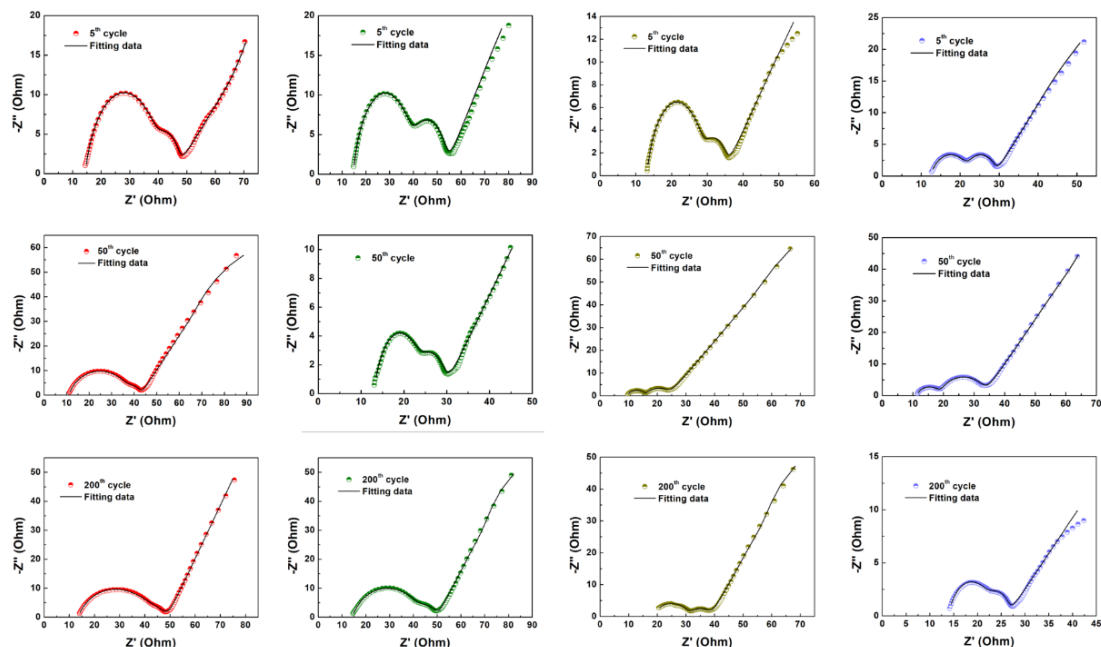 20
15
10
5
0
-Z'' (Ohm)
5th cycle
Fitting data
0 10 20 30 40 50 60 70
Z' (Ohm)
20
15
10
5
0
-Z'' (Ohm)
5th cycle
Fitting data
0 10 20 30 40 50 60 70 80 90
Z' (Ohm)
14
12
10
8
6
4
2
0
-Z'' (Ohm)
5th cycle
Fitting data
0 10 20 30 40 50 60
Z' (Ohm)
25
20
15
10
5
0
-Z'' (Ohm)
5th cycle
Fitting data
0 10 20 30 40 50
Z' (Ohm)
60
50
40
30
20
10
0
-Z'' (Ohm)
50th cycle
Fitting data
0 10 20 30 40 50 60 70 80 90
Z' (Ohm)
10
8
6
4
2
0
-Z'' (Ohm)
50th cycle
0 10 20 30 40 50
Z' (Ohm)
70
60
50
40
30
20
10
0
-Z'' (Ohm)
50th cycle
Fitting data
0 10 20 30 40 50 60 70
Z' (Ohm)
50
40
30
20
10
0
-Z'' (Ohm)
50th cycle
Fitting data
0 10 20 30 40 50 60 70
Z' (Ohm)
50
40
30
20
10
0
-Z'' (Ohm)
200th cycle
Fitting data
0 10 20 30 40 50 60 70 80
Z' (Ohm)
50
40
30
20
10
0
-Z'' (Ohm)
200th cycle
Fitting data
0 10 20 30 40 50 60 70 80
Z' (Ohm)
50
40
30
20
10
0
-Z'' (Ohm)
200th cycle
Fitting data
0 10 20 30 40 50 60 70
Z' (Ohm)
15
10
5
0
-Z'' (Ohm)
200th cycle
Fitting data
0 5 10 15 20 25 30 35 40 45
Z' (Ohm)